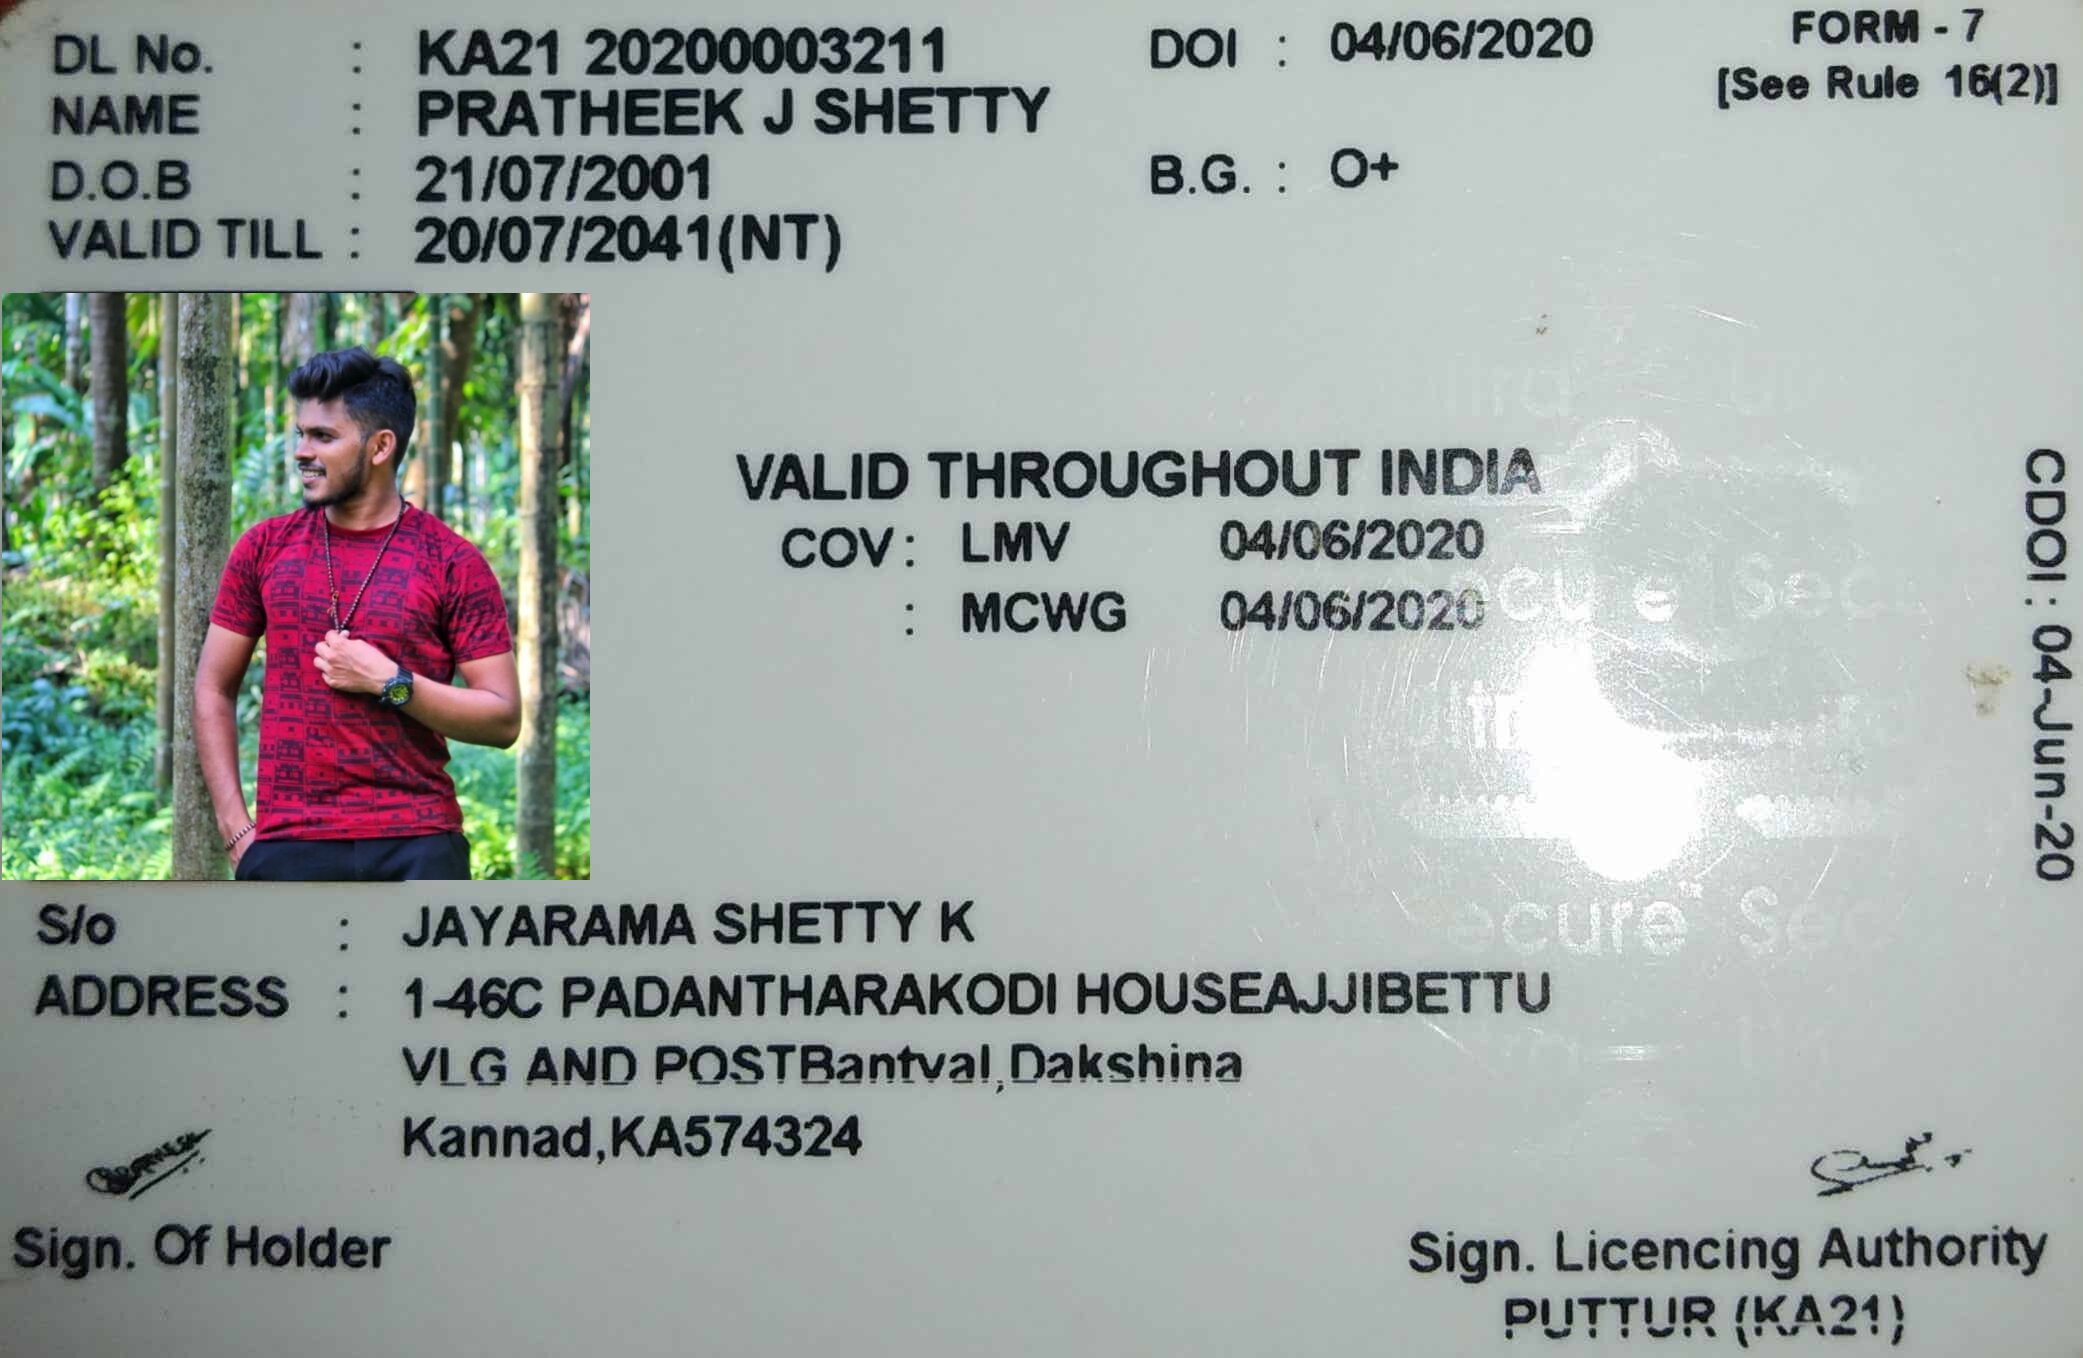 DL No. : KA21 20200003211 DOI : 04/06/2020 FORM - 7
[See Rule 16(2)]
NAME : PRATHEEK J SHETTY
D.O.B : 21/07/2001 B.G. : O+
VALID TILL : 20/07/2041(NT)
VALID THROUGHOUT INDIA
COV : LMV 04/06/2020
: MCWG 04/06/2020
CDOI : 04-Jun-20
S/o : JAYARAMA SHETTY K
ADDRESS : 1-46C PADANTHARAKODI HOUSEAJJIBETTU
VLG AND POSTBantval,Dakshina
Kannad,KA574324
Sign. Of Holder
Sign. Licencing Authority
PUTTUR (KA21)